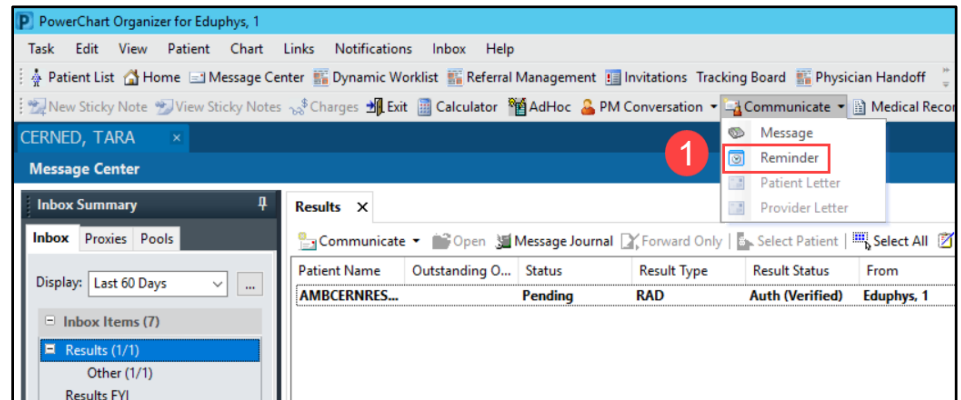 P PowerChart Organizer for Eduphys, 1
Task Edit View Patient Chart Links Notifications Inbox Help
Patient List Home Message Center Dynamic Worklist Referral Management Invitations Tracking Board Physician Handoff
New Sticky Note View Sticky Notes Charges Exit Calculator AdHoc PM Conversation Communicate Medical Recor
CERNED, TARA ×
Message Center
1
Message
Reminder
Patient Letter
Provider Letter
Inbox Summary
Inbox Proxies Pools
Display: Last 60 Days ...
Inbox Items (7)
Results (1/1)
Other (1/1)
Results FYI
Results X
Communicate Open Message Journal Forward Only Select Patient Select All
Patient Name Outstanding O... Status Result Type Result Status From
AMBCERNRES... Pending RAD Auth (Verified) Eduphys, 1